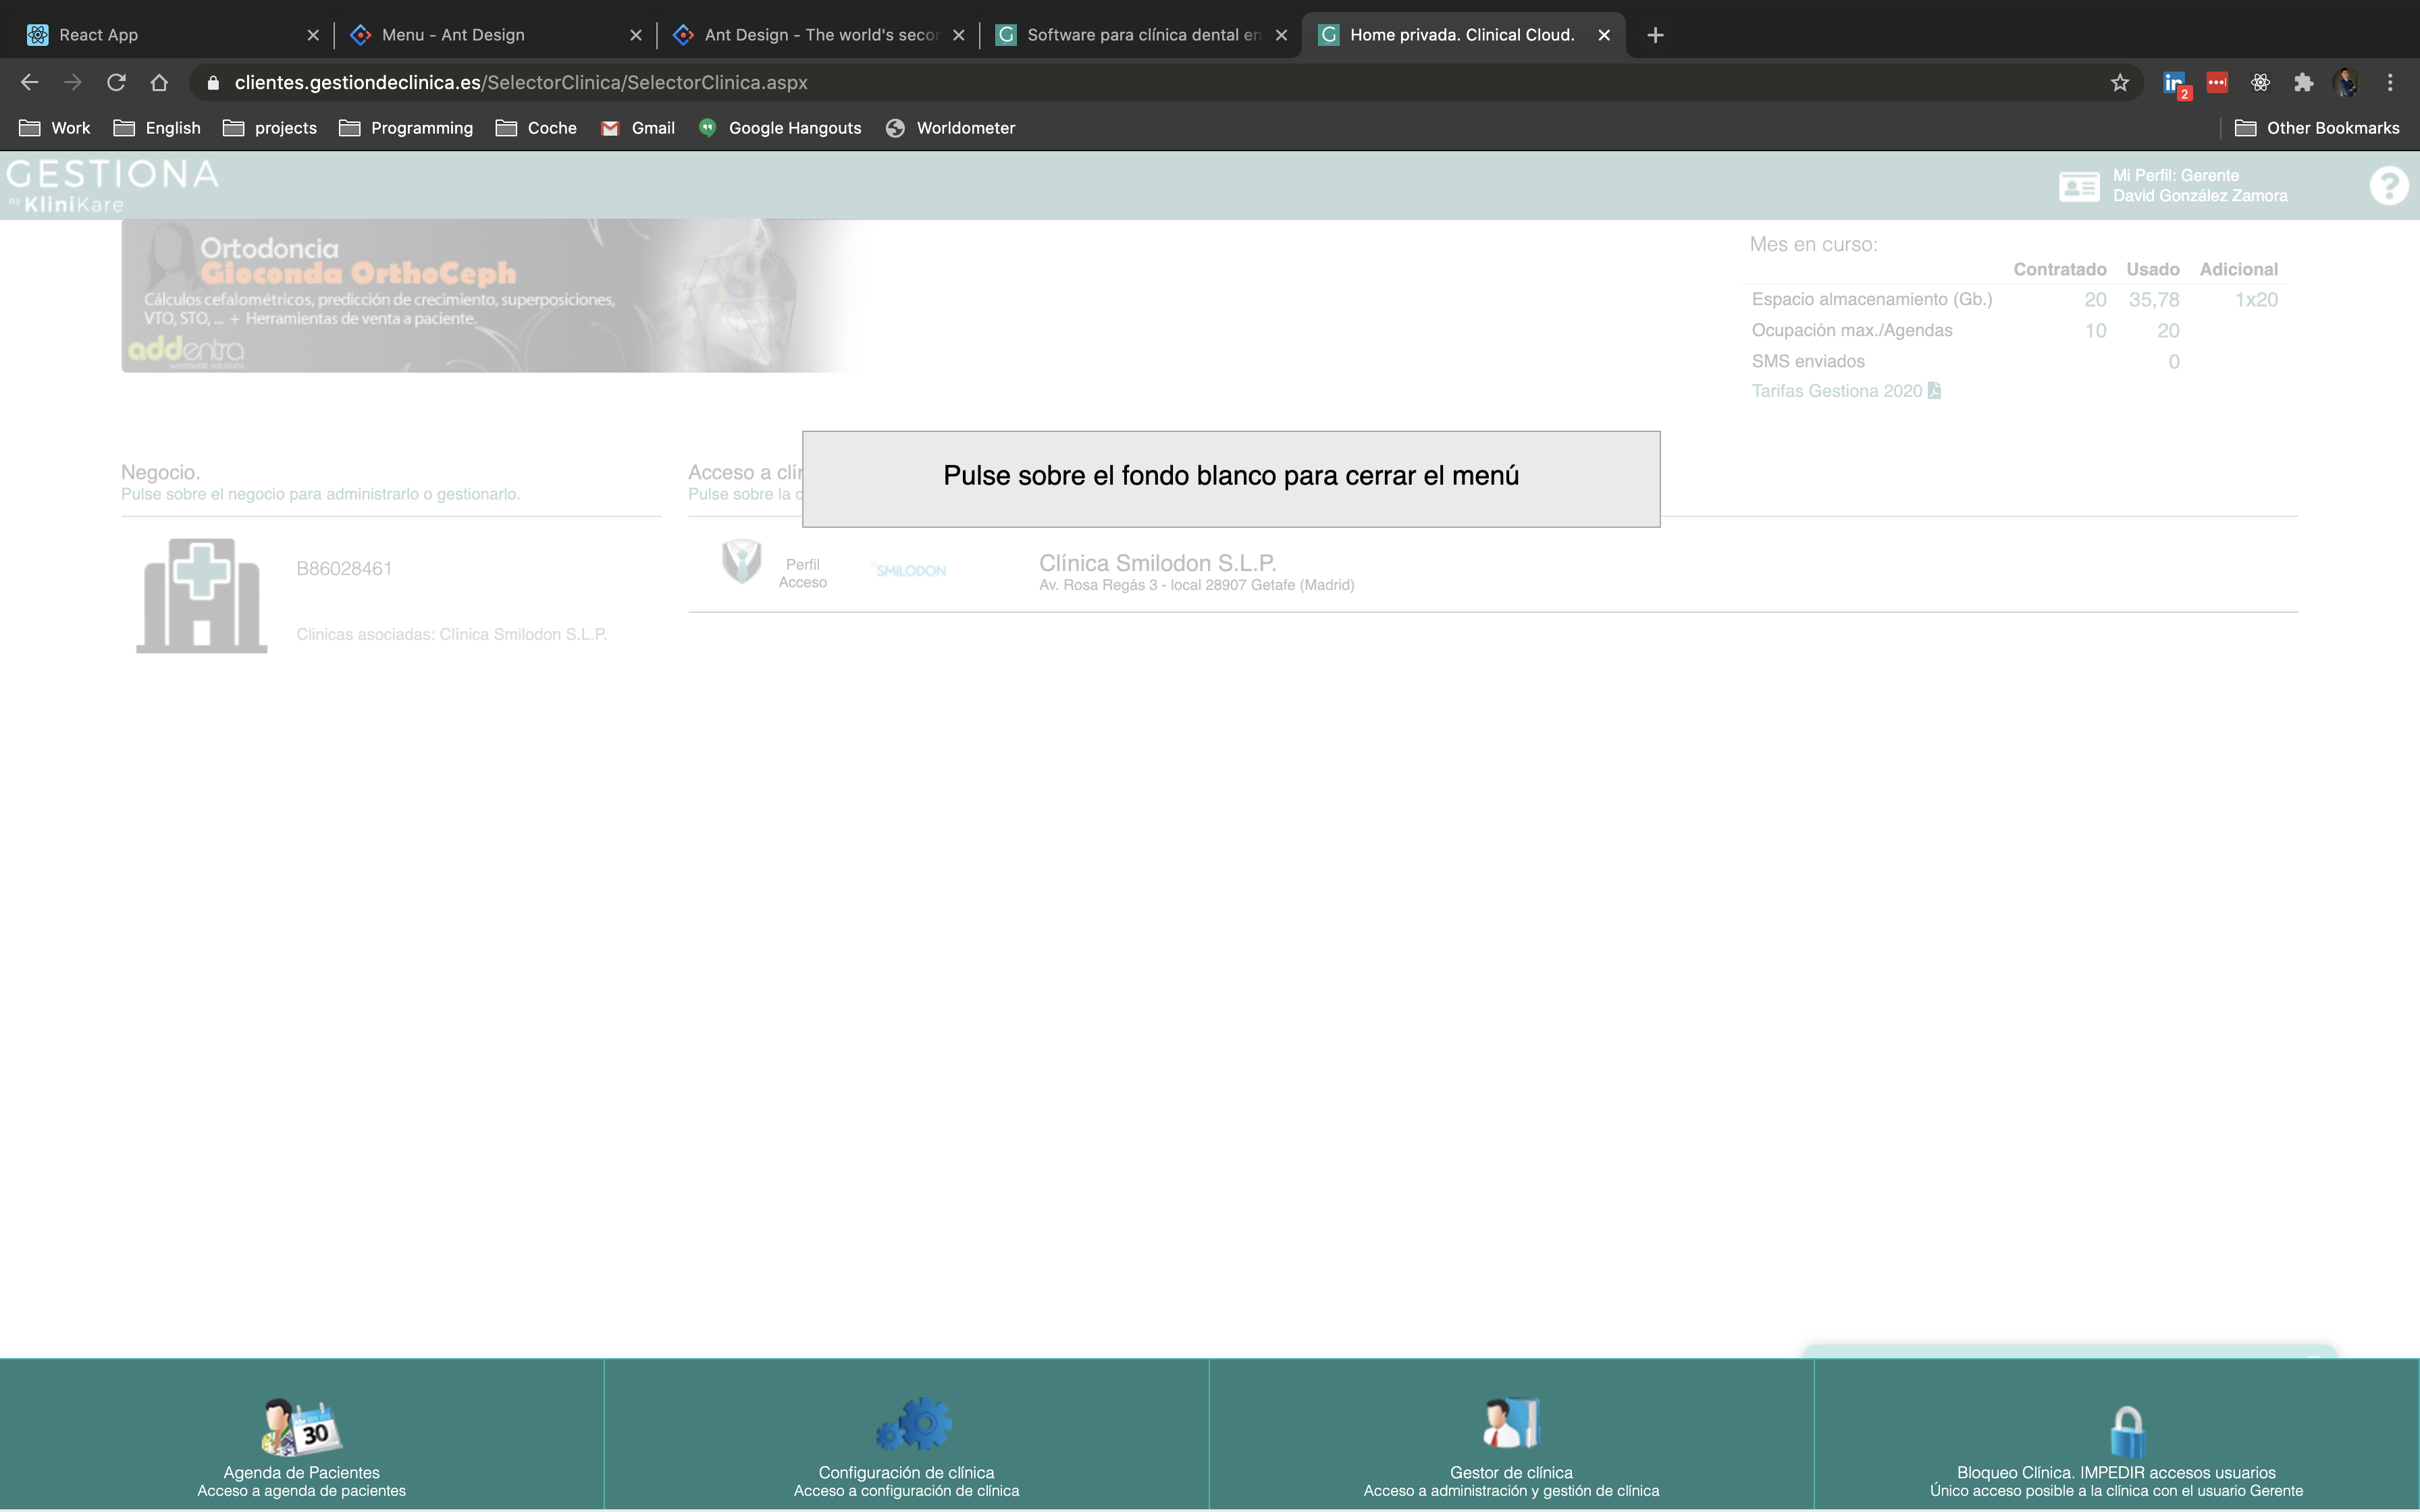 React App
Menu - Ant Design
Ant Design - The world's secon
Software para clínica dental en
Home privada. Clinical Cloud.
clientes.gestiondeclinica.es/SelectorClinica/SelectorClinica.aspx
in 2
Work
English
projects
Programming
Coche
Gmail
Google Hangouts
Worldometer
Other Bookmarks
GESTIONA
by KliniKare
Mi Perfil: Gerente
David González Zamora
?
Ortodoncia
Gioconda OrthoCeph
Cálculos cefalométricos, predicción de crecimiento, superposiciones,
VTO, STO, ... + Herramientas de venta a paciente.
addentra
worldwide solutions
Mes en curso:
Contratado Usado Adicional
Espacio almacenamiento (Gb.) 20 35,78 1x20
Ocupación max./Agendas 10 20
SMS enviados 0
Tarifas Gestiona 2020
Pulse sobre el fondo blanco para cerrar el menú
Negocio.
Pulse sobre el negocio para administrarlo o gestionarlo.
B86028461
Clinicas asociadas: Clínica Smilodon S.L.P.
Acceso a clín
Pulse sobre la c
Perfil
Acceso
SMILODON
Clínica Smilodon S.L.P.
Av. Rosa Regás 3 - local 28907 Getafe (Madrid)
30
Agenda de Pacientes
Acceso a agenda de pacientes
Configuración de clínica
Acceso a configuración de clínica
Gestor de clínica
Acceso a administración y gestión de clínica
Bloqueo Clínica. IMPEDIR accesos usuarios
Único acceso posible a la clínica con el usuario Gerente